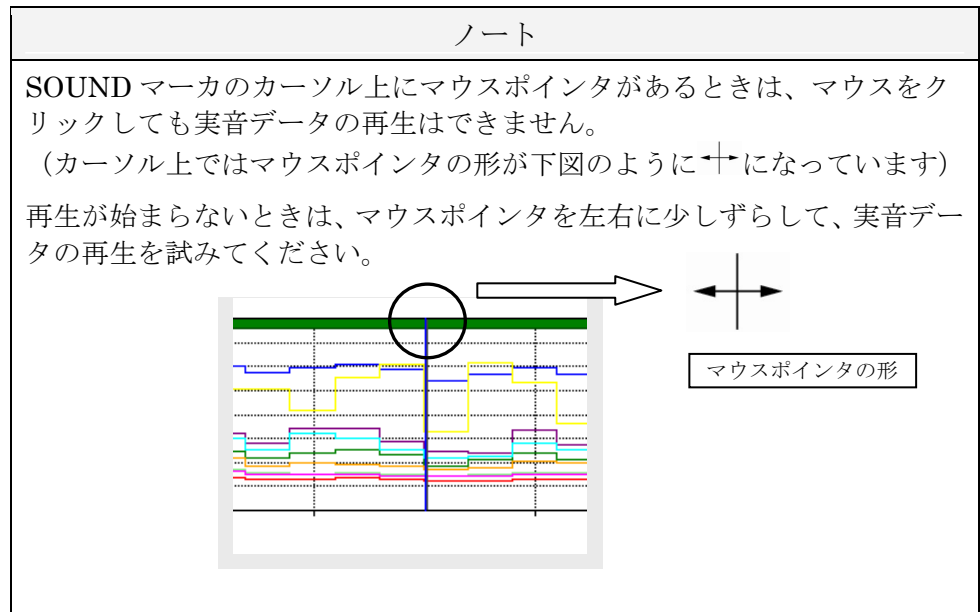 ノート
SOUND マーカのカーソル上にマウスポインタがあるときは、マウスをク
リックしても実音データの再生はできません。
（カーソル上ではマウスポインタの形が下図のようにになっています）
再生が始まらないときは、マウスポインタを左右に少しずらして、実音デー
タの再生を試みてください。
マウスポインタの形